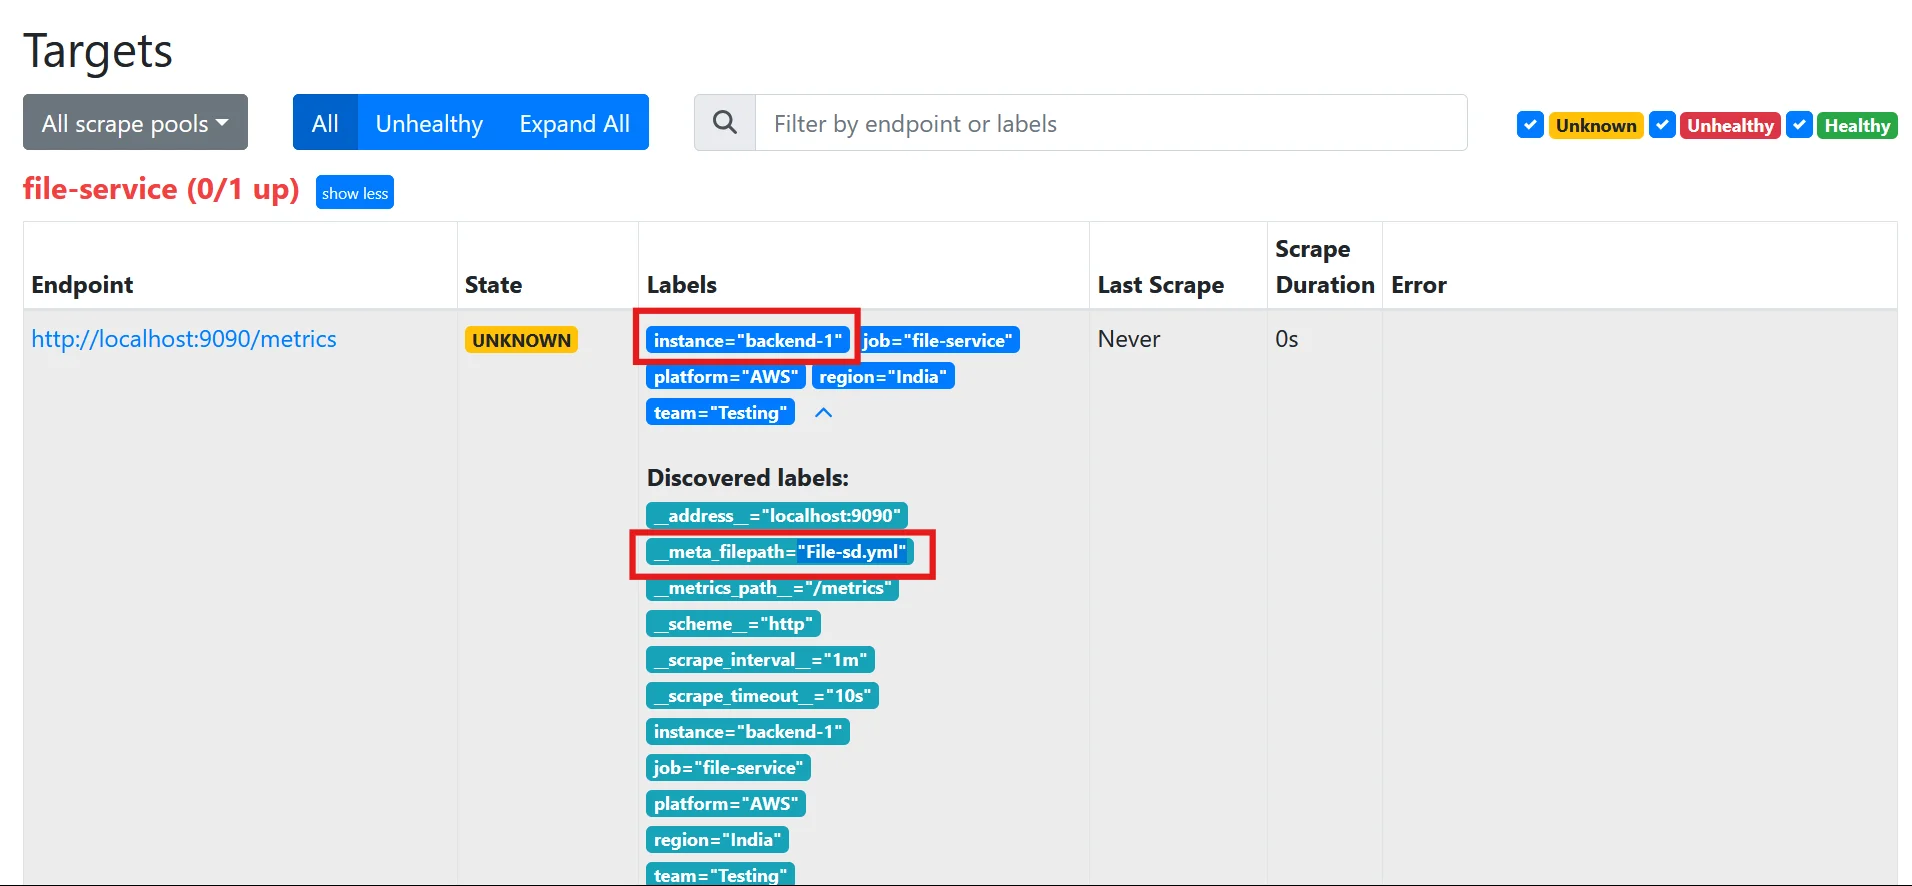 Targets
All scrape pools All Unhealthy Expand All Filter by endpoint or labels Unknown Unhealthy Healthy
file-service (0/1 up) show less
Endpoint State Labels Last Scrape Scrape Duration Error
http://localhost:9090/metrics UNKNOWN instance="backend-1" job="file-service" Never 0s
platform="AWS" region="India"
team="Testing"
Discovered labels:
__address__="localhost:9090"
__meta_filepath="File-sd.yml"
__metrics_path__="/metrics"
__scheme__="http"
__scrape_interval__="1m"
__scrape_timeout__="10s"
instance="backend-1"
job="file-service"
platform="AWS"
region="India"
team="Testing"